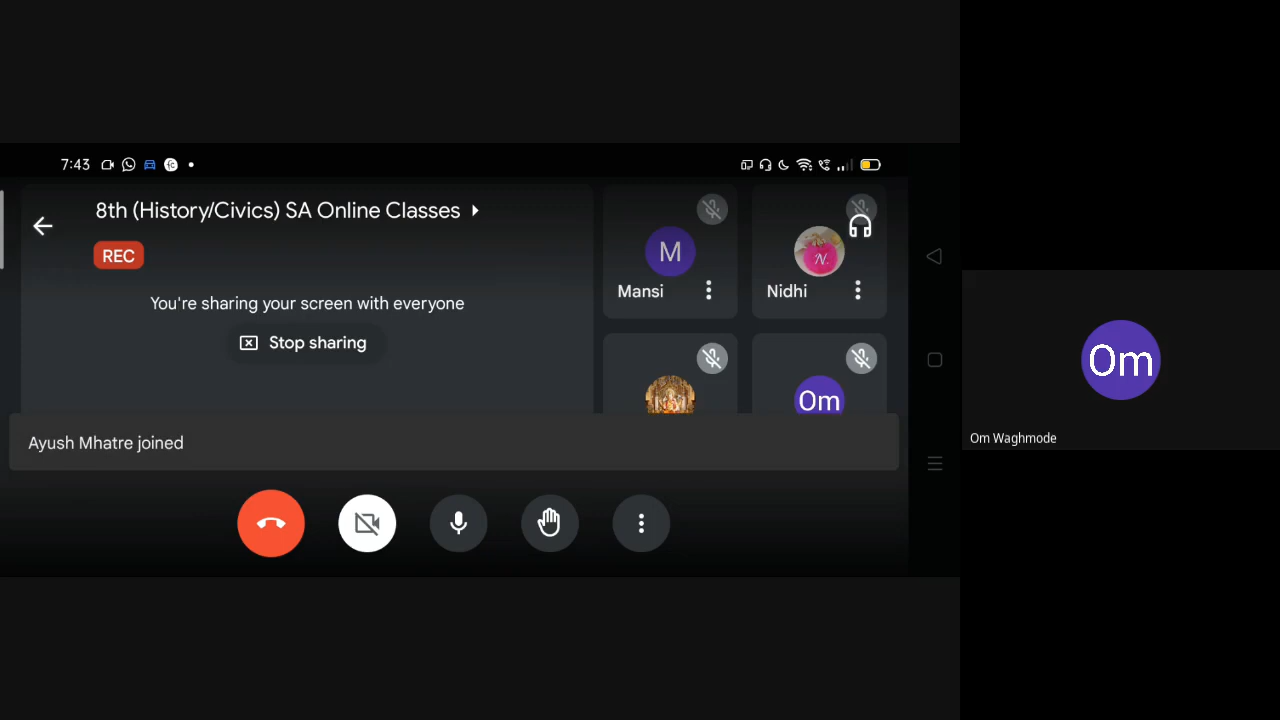 7:43
8th (History/Civics) SA Online Classes
REC
You're sharing your screen with everyone
Stop sharing
M
Mansi
N.
Nidhi
Om
Ayush Mhatre joined
Om
Om Waghmode